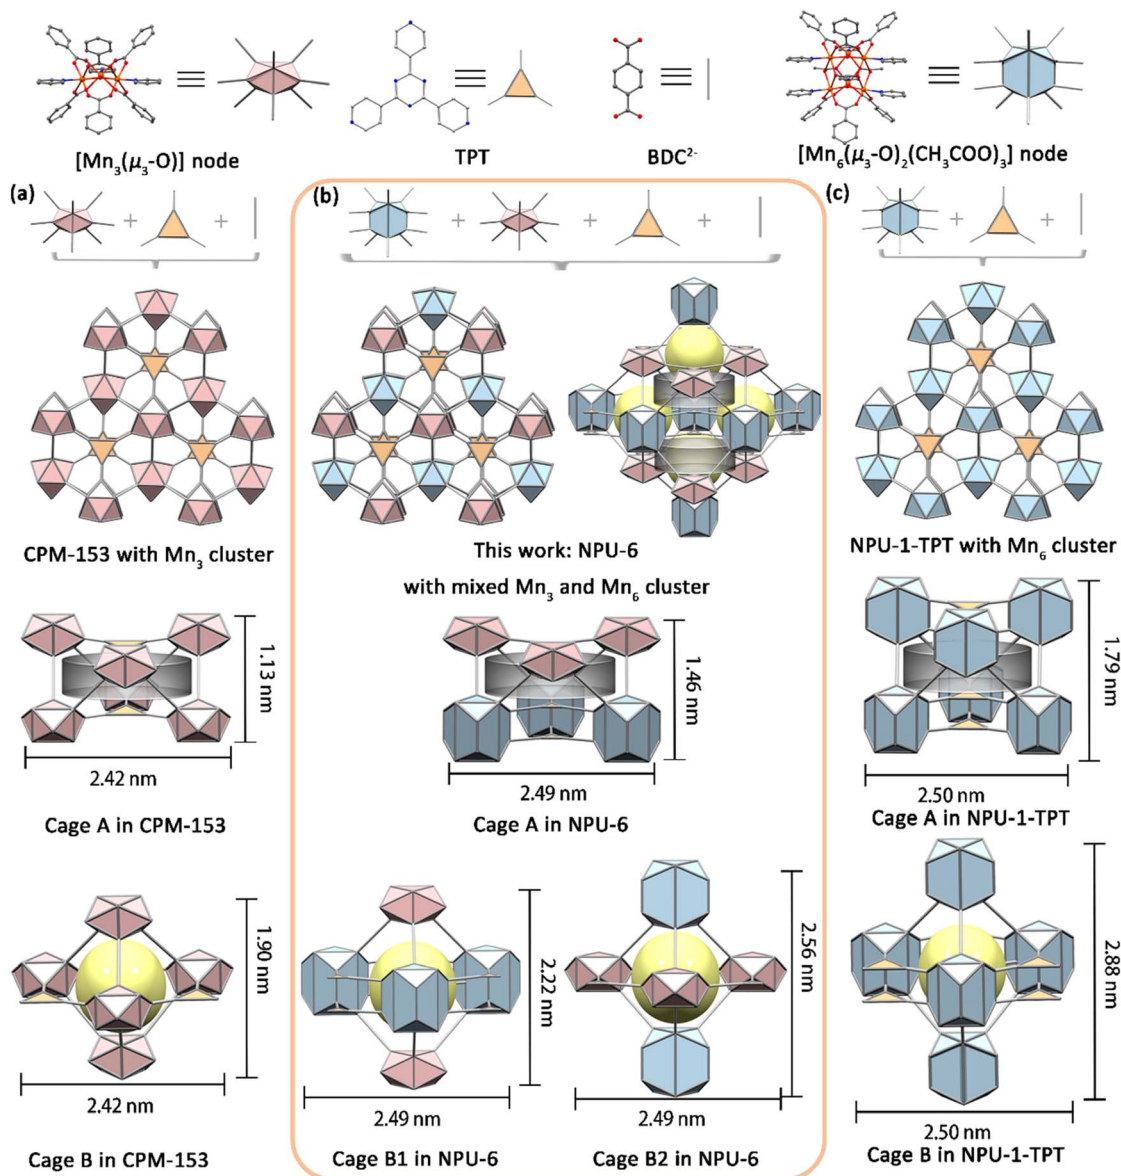 [Mn₃(μ₃-O)] node
TPT
BDC²⁻
[Mn₆(μ₃-O)₂(CH₃COO)₃] node
(a)
+
+
(b)
+
+
+
(c)
+
+
CPM-153 with Mn₃ cluster
This work: NPU-6
with mixed Mn₃ and Mn₆ cluster
NPU-1-TPT with Mn₆ cluster
1.13 nm
2.42 nm
Cage A in CPM-153
1.46 nm
2.49 nm
Cage A in NPU-6
1.79 nm
2.50 nm
Cage A in NPU-1-TPT
1.90 nm
2.42 nm
Cage B in CPM-153
2.22 nm
2.49 nm
Cage B1 in NPU-6
2.56 nm
2.49 nm
Cage B2 in NPU-6
2.88 nm
2.50 nm
Cage B in NPU-1-TPT